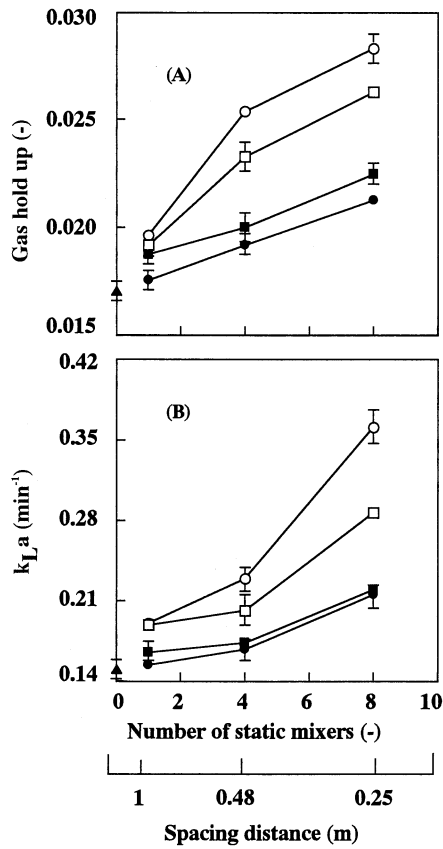 0.030
(A)
0.025
Gas hold up (-)
0.020
0.015
0.42
(B)
0.35
0.28
k_L a (min⁻¹)
0.21
0.14
0 2 4 6 8 10
Number of static mixers (-)
1 0.48 0.25
Spacing distance (m)